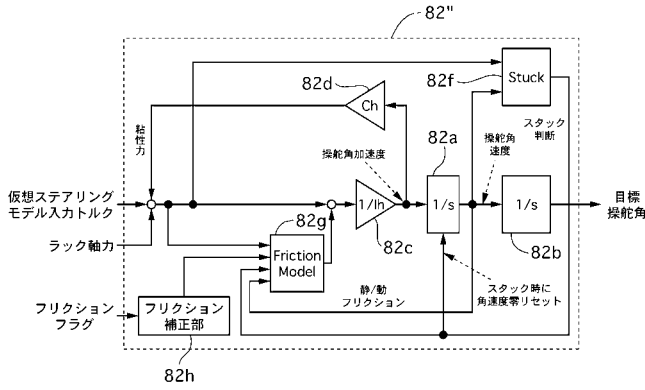 82"
82d
82f
Stuck
Ch
粘性力
スタック
判断
操舵角加速度
82a
操舵角
速度
仮想ステアリング
モデル入力トルク
1/Ih
1/s
1/s
目標
操舵角
82g
82c
82b
ラック軸力
Friction
Model
静/動
フリクション
スタック時に
角速度零リセット
フリクション
フラグ
フリクション
補正部
82h